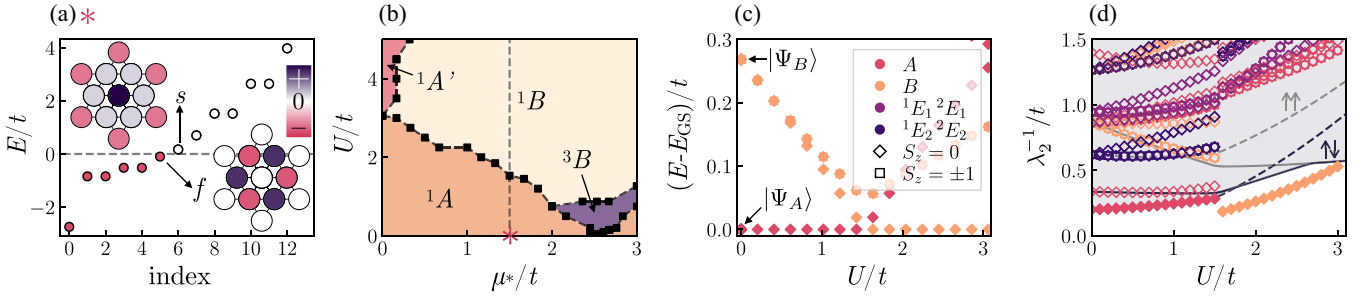 (a) *
E/t
4
2
0
−2
s
f
+
0
−
0 2 4 6 8 10 12
index
(b)
U/t
4
2
0
¹A'
¹B
³B
¹A
0 1 2 3
μ*/t
(c)
(E-E_GS)/t
0.3
0.2
0.1
0.0
|Ψ_B⟩
|Ψ_A⟩
A
B
¹E₁ ²E₁
¹E₂ ²E₂
S_z = 0
S_z = ±1
0 1 2 3
U/t
(d)
λ₂⁻¹/t
1.5
1.0
0.5
0.0
↑↑
↑↓
0 1 2 3
U/t